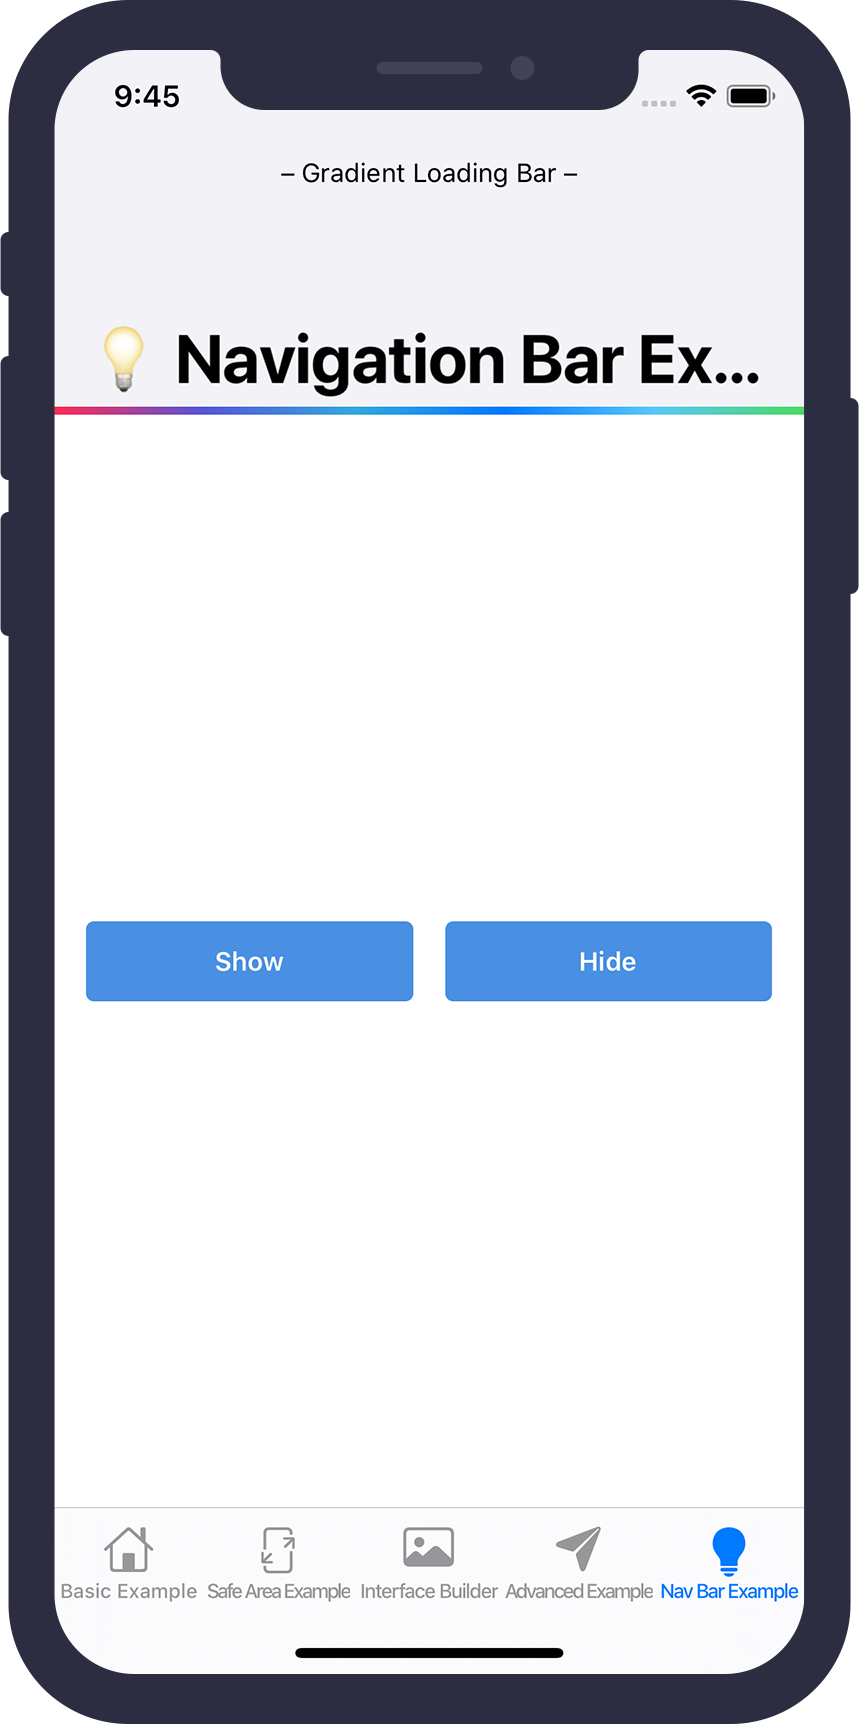 9:45
– Gradient Loading Bar –
💡 Navigation Bar Ex...
Show Hide
Basic Example Safe Area Example Interface Builder Advanced Example Nav Bar Example